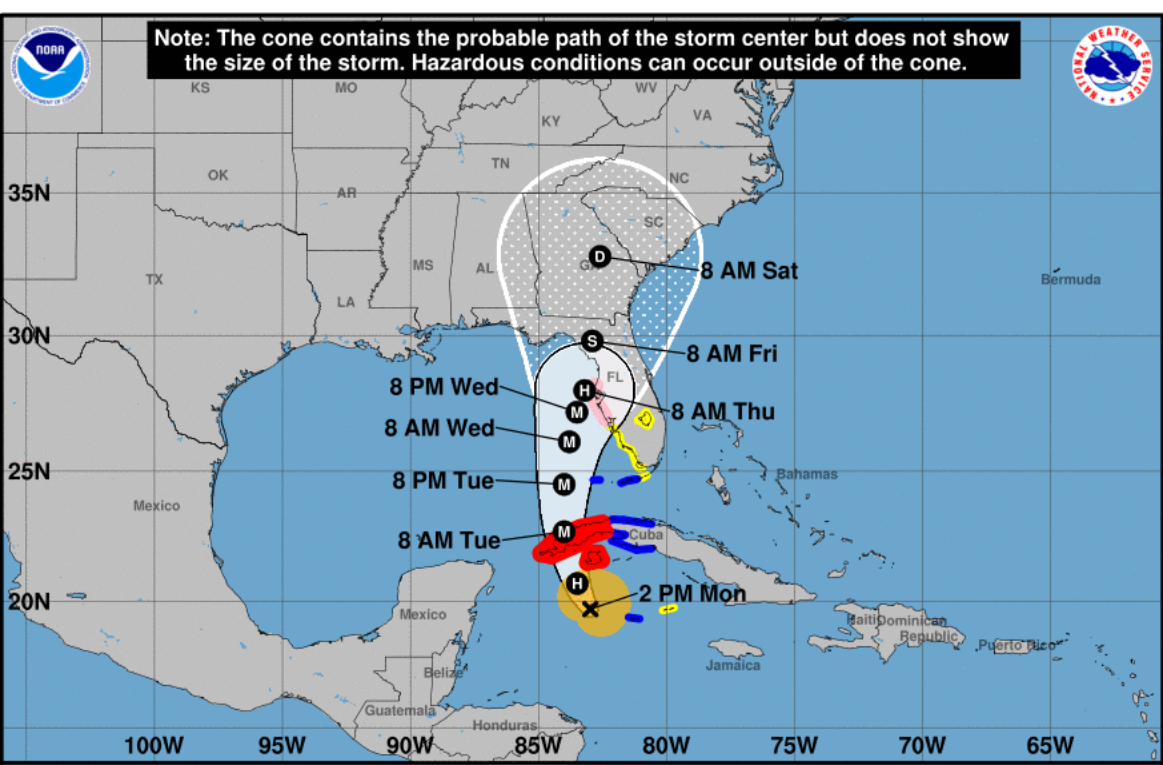 Note: The cone contains the probable path of the storm center but does not show
the size of the storm. Hazardous conditions can occur outside of the cone.
NOAA
NATIONAL WEATHER SERVICE
KS
MO
WV
VA
KY
TN
NC
OK
AR
SC
35N
MS
AL
D
8 AM Sat
TX
LA
Bermuda
30N
S
8 AM Fri
FL
8 PM Wed
H
8 AM Thu
M
8 AM Wed
M
25N
8 PM Tue
M
Bahamas
Mexico
8 AM Tue
M
Cuba
H
2 PM Mon
20N
Mexico
Haiti
Dominican
Republic
Puerto Rico
Jamaica
Belize
Guatemala
Honduras
100W
95W
90W
85W
80W
75W
70W
65W